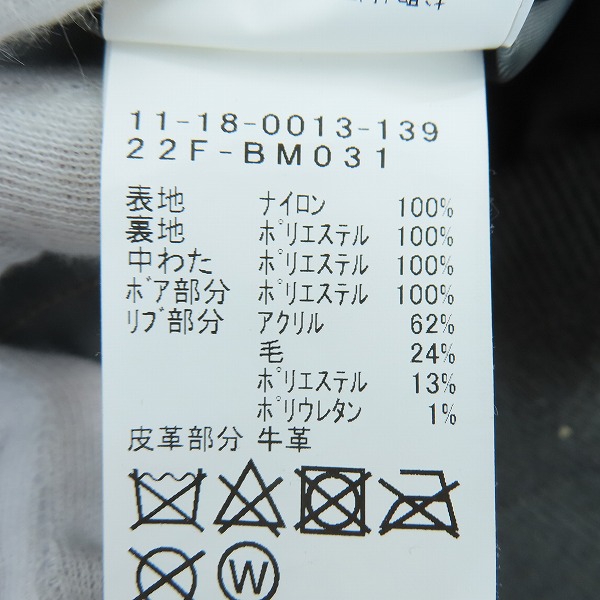 11-18-0013-139
22F-BM031
表地 ナイロン 100%
裏地 ポリエステル 100%
中わた ポリエステル 100%
ボア部分 ポリエステル 100%
リブ部分 アクリル 62%
毛 24%
ポリエステル 13%
ポリウレタン 1%
皮革部分 牛革
W